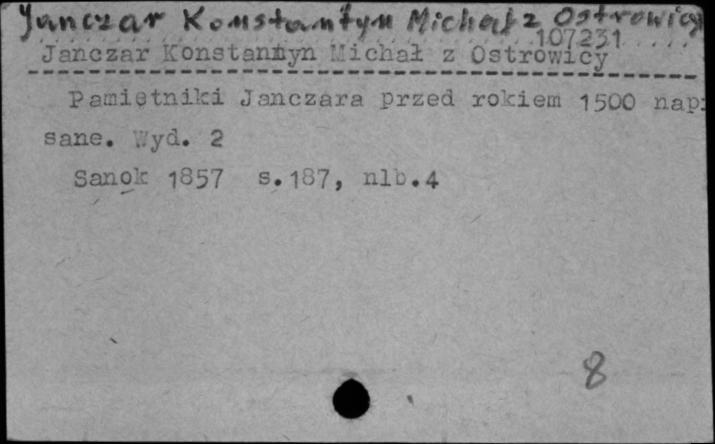 Janczar Konstantyn Michał z Ostrowicy
107231
Janczar Konstanntyn Michał z Ostrowicy
Pamiętniki Janczara przed rokiem 1500 napi
sane. Wyd. 2
Sanok 1857 s.187, nlb.4
8